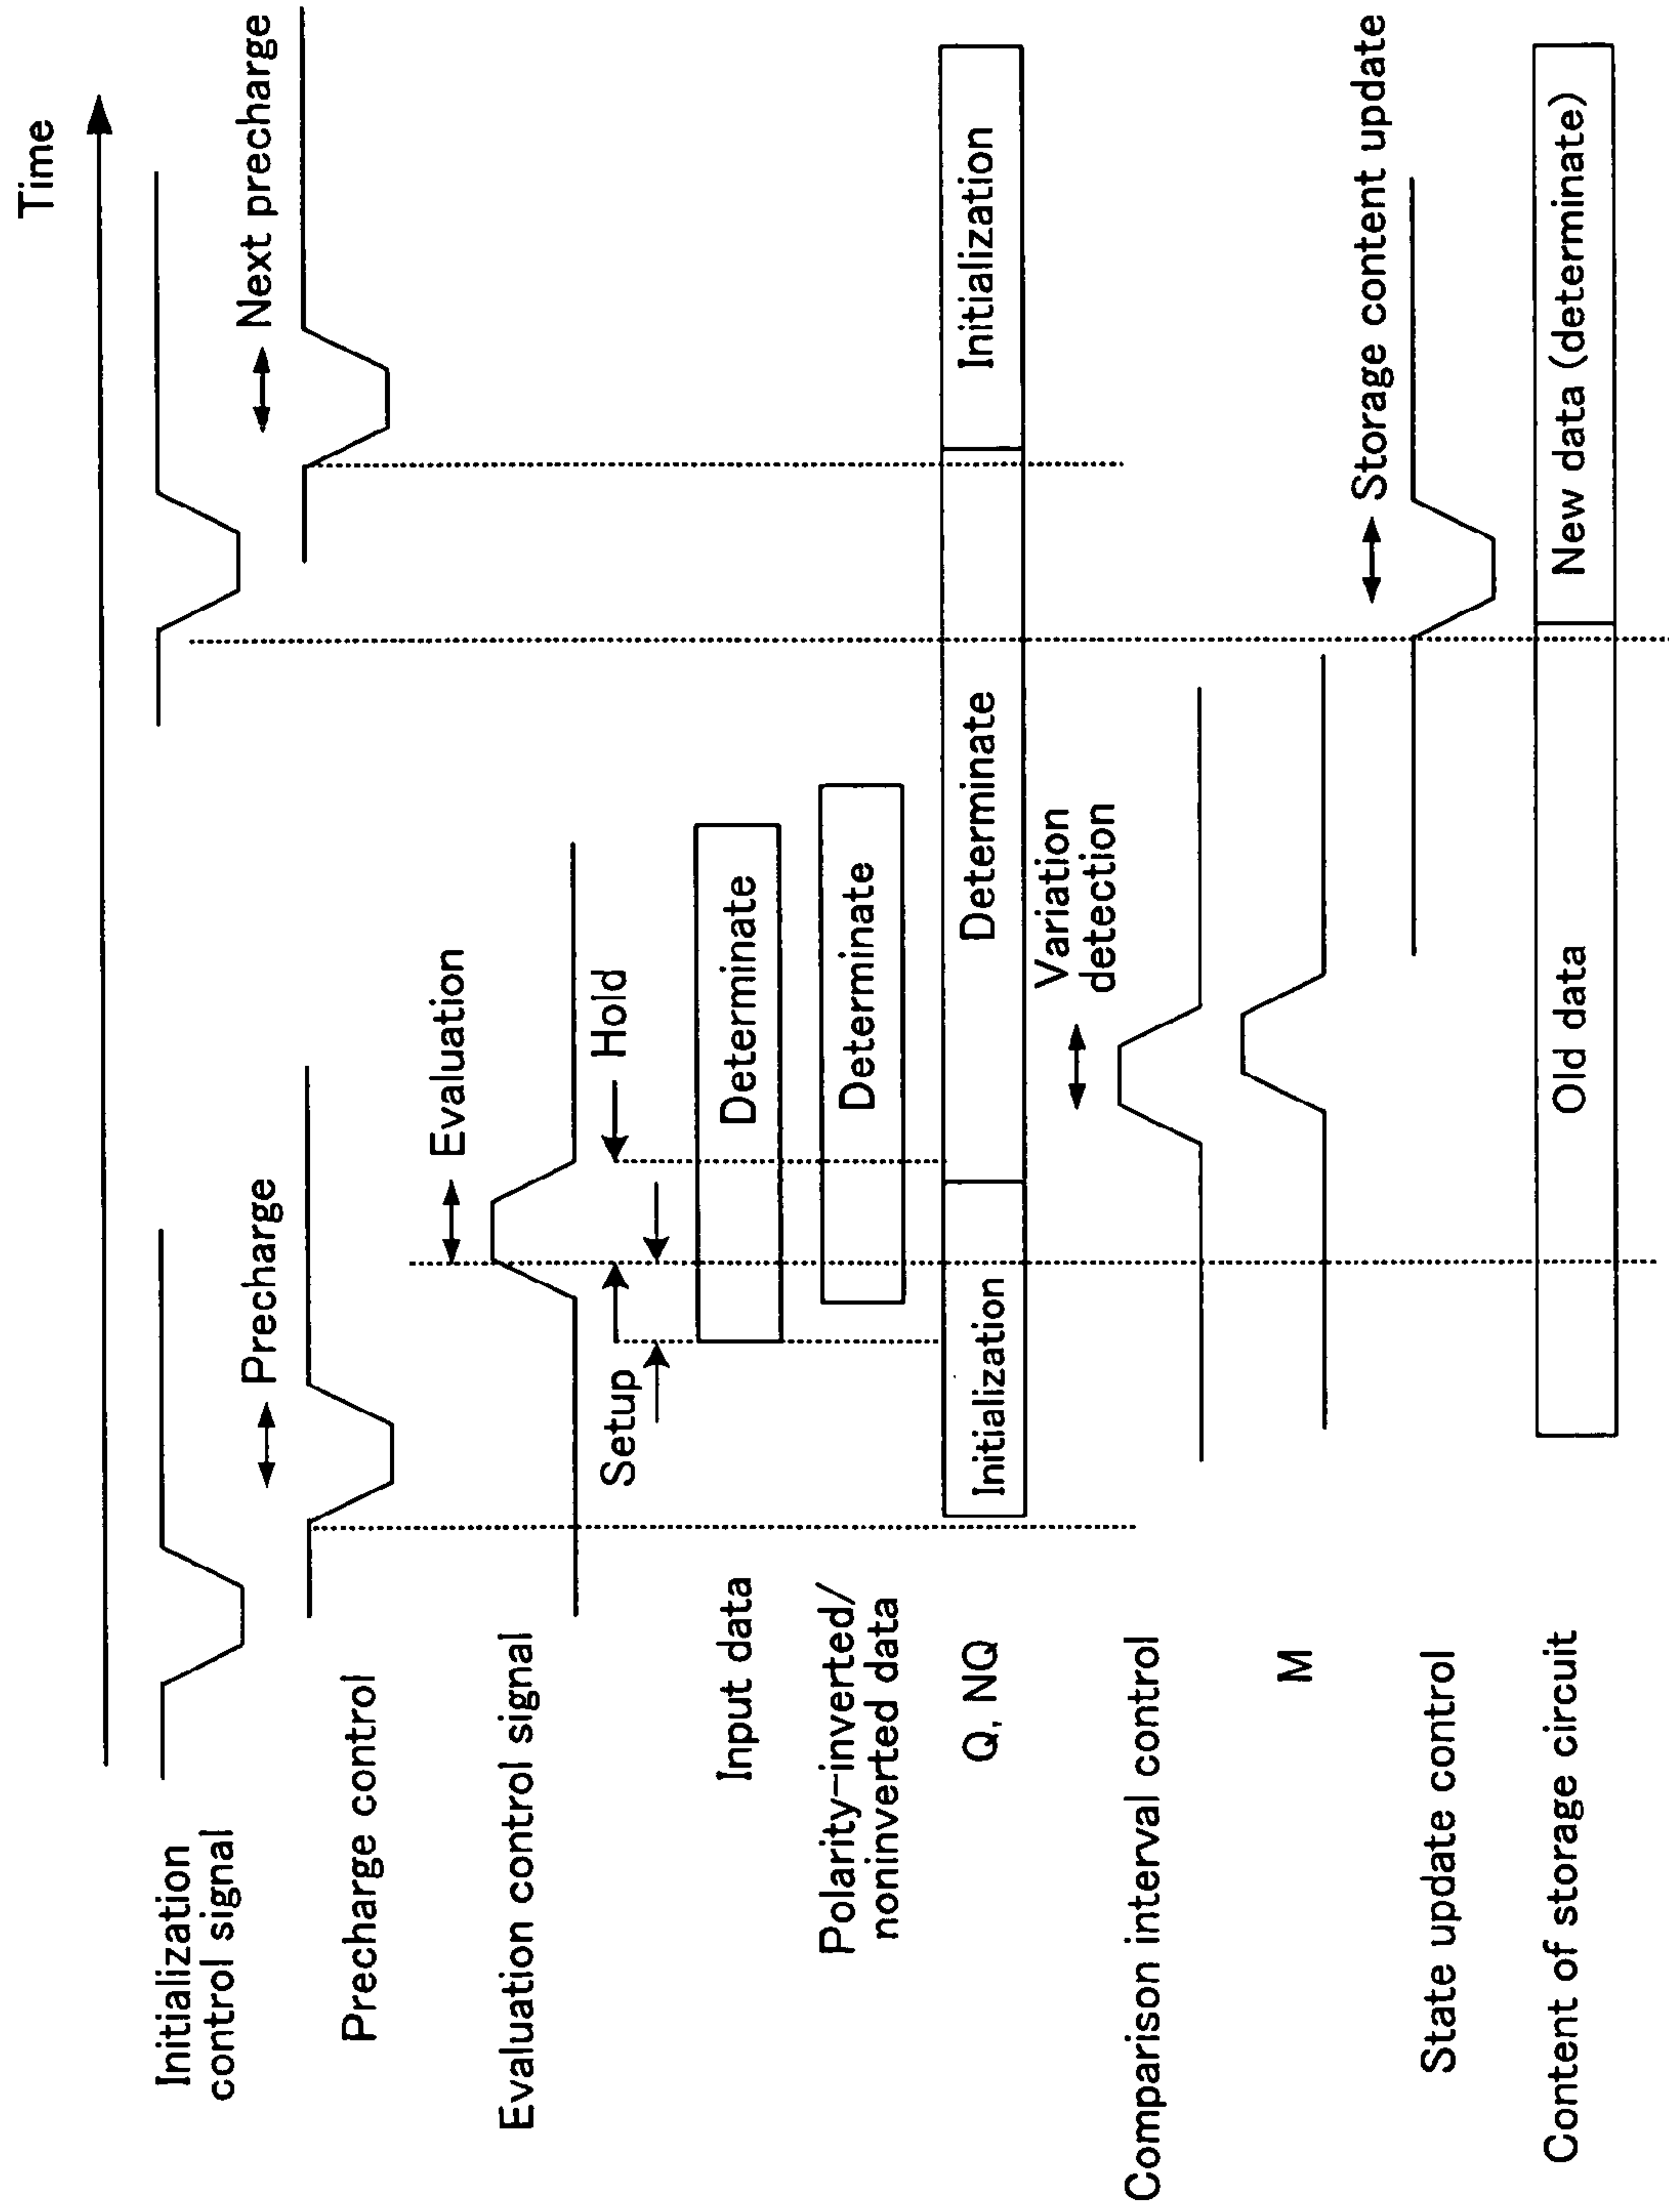 Time
Initialization
control signal
Precharge
Next precharge
Precharge control
Evaluation
Evaluation control signal
Setup
Hold
Input data
Determinate
Polarity-inverted/
noninverted data
Determinate
Q, NQ
Initialization
Determinate
Initialization
Variation
detection
Comparison interval control
M
Storage content update
State update control
Content of storage circuit
Old data
New data (determinate)